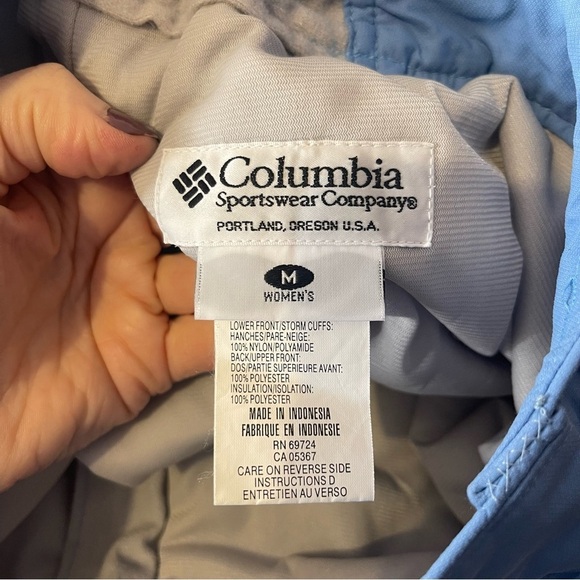 Columbia
Sportswear Company®
PORTLAND, OREGON U.S.A.
M
WOMEN'S
LOWER FRONT/STORM CUFFS:
HANCHES/PARE-NEIGE:
100% NYLON/POLYAMIDE
BACK/UPPER FRONT:
DOS/PARTIE SUPERIEURE AVANT:
100% POLYESTER
INSULATION/ISOLATION:
100% POLYESTER
MADE IN INDONESIA
FABRIQUE EN INDONESIE
RN 69724
CA 05367
CARE ON REVERSE SIDE
INSTRUCTIONS D
ENTRETIEN AU VERSO